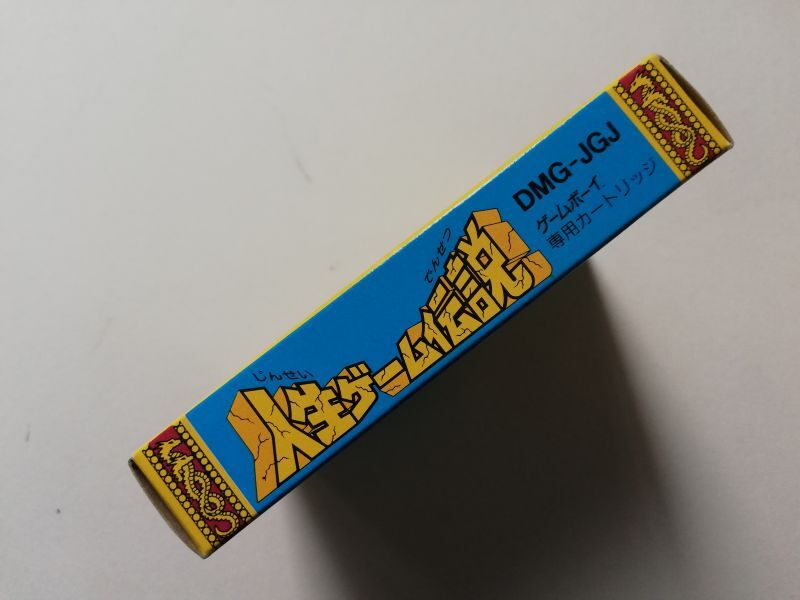 じんせい でんせつ
人生ゲーム伝説
DMG-JGJ
ゲームボーイ
専用カートリッジ